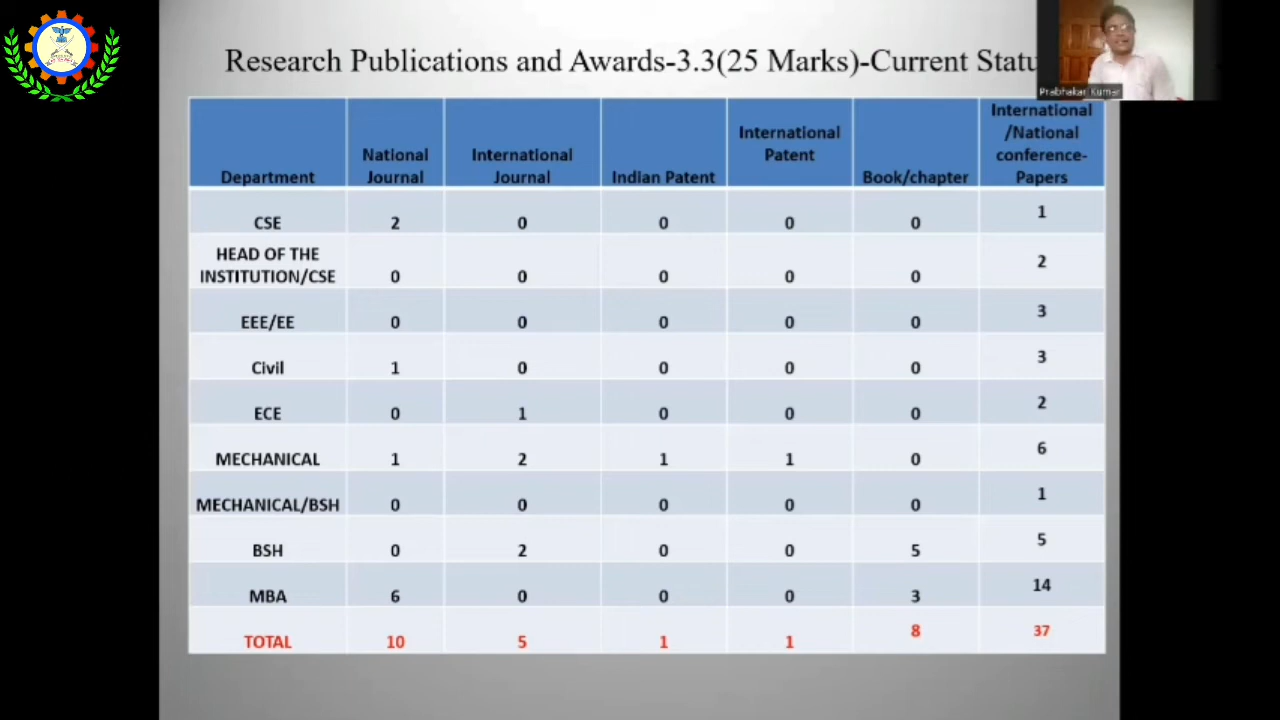 Research Publications and Awards-3.3(25 Marks)-Current Statu
Prabhakar Kumar
Department National Journal International Journal Indian Patent International Patent Book/chapter International /National conference- Papers
CSE 2 0 0 0 0 1
HEAD OF THE INSTITUTION/CSE 0 0 0 0 0 2
EEE/EE 0 0 0 0 0 3
Civil 1 0 0 0 0 3
ECE 0 1 0 0 0 2
MECHANICAL 1 2 1 1 0 6
MECHANICAL/BSH 0 0 0 0 0 1
BSH 0 2 0 0 5 5
MBA 6 0 0 0 3 14
TOTAL 10 5 1 1 8 37